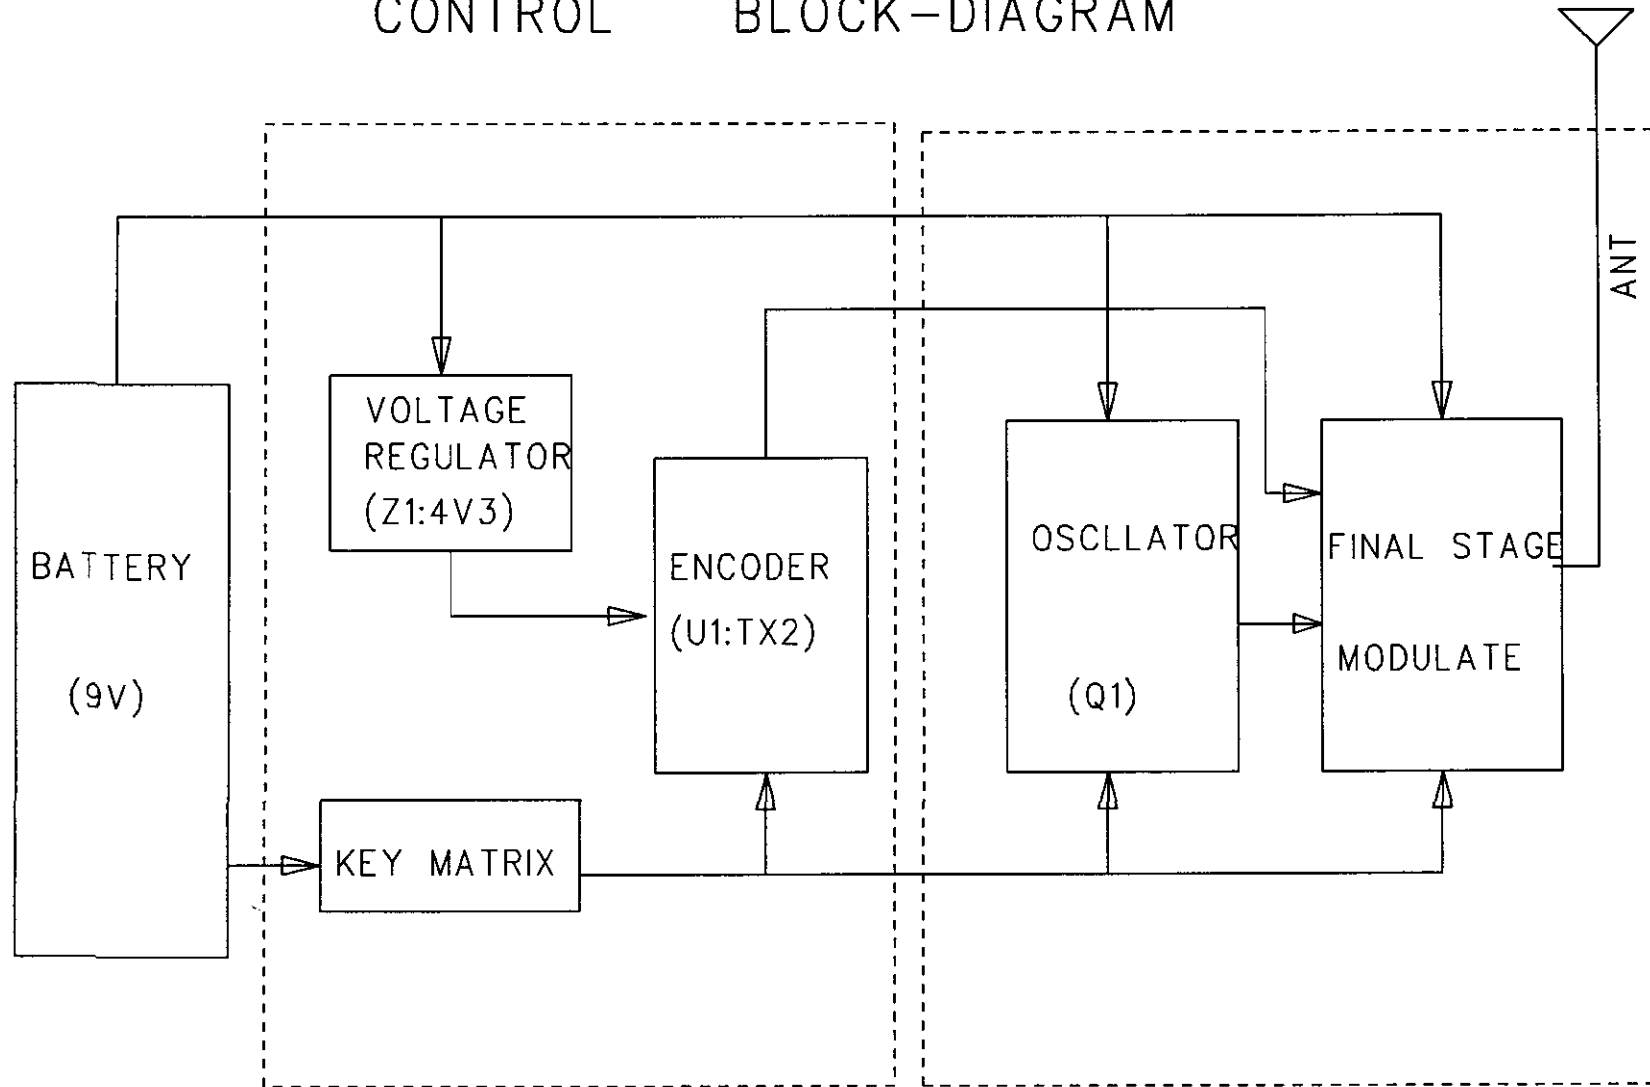 CONTROL BLOCK-DIAGRAM
ANT
VOLTAGE
REGULATOR
(Z1:4V3)
BATTERY
(9V)
ENCODER
(U1:TX2)
OSCLLATOR
(Q1)
FINAL STAGE
MODULATE
KEY MATRIX